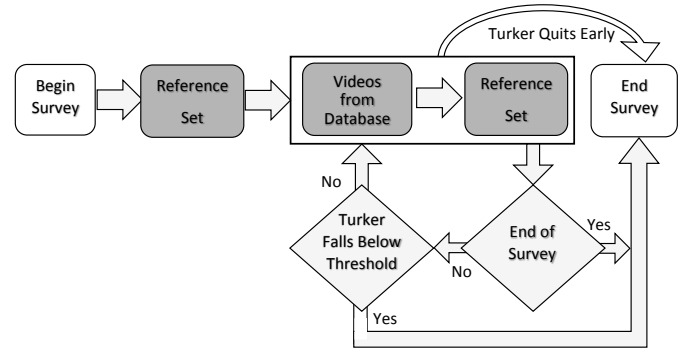 Turker Quits Early
Begin
Survey
Reference
Set
Videos
from
Database
Reference
Set
End
Survey
No
Turker
Falls Below
Threshold
No
End of
Survey
Yes
Yes